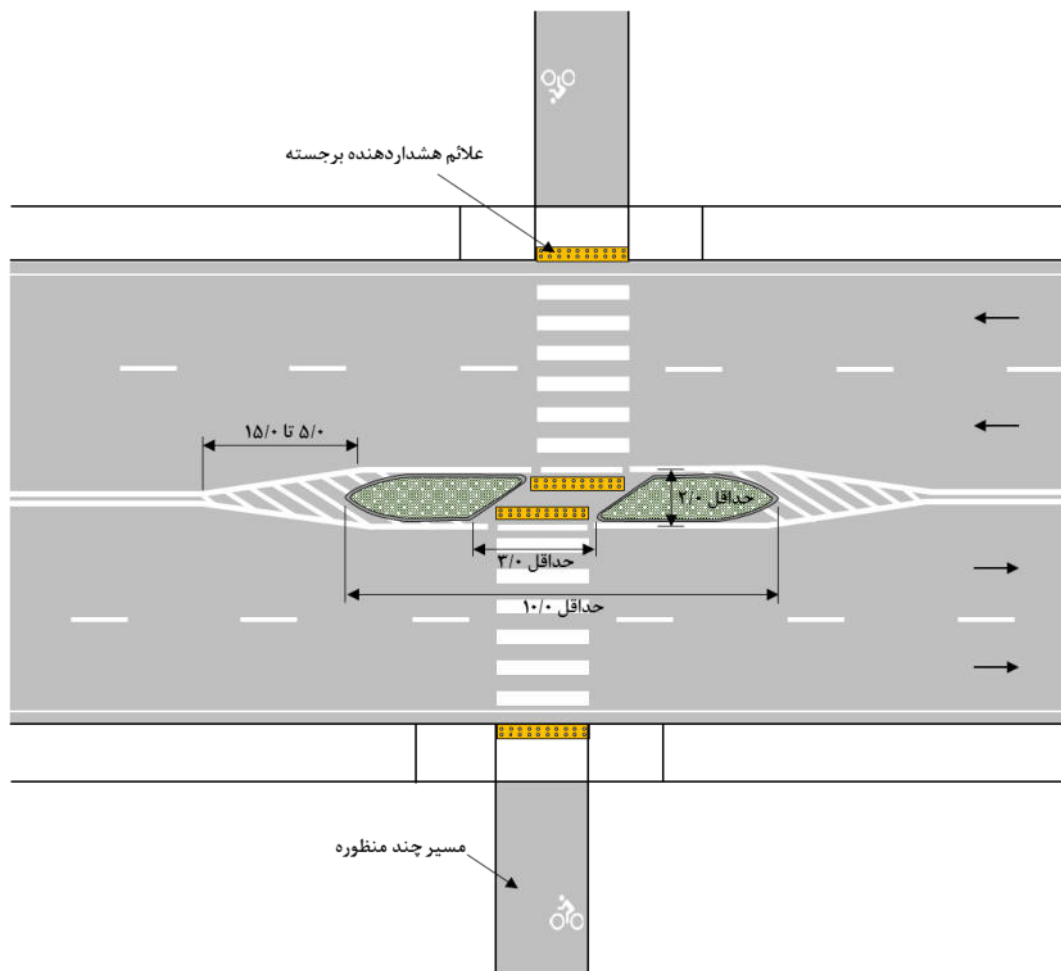 علائم هشداردهنده برجسته
۵/۰ تا ۱۵/۰
حداقل ۲/۰
حداقل ۳/۰
حداقل ۱۰/۰
مسیر چند منظوره